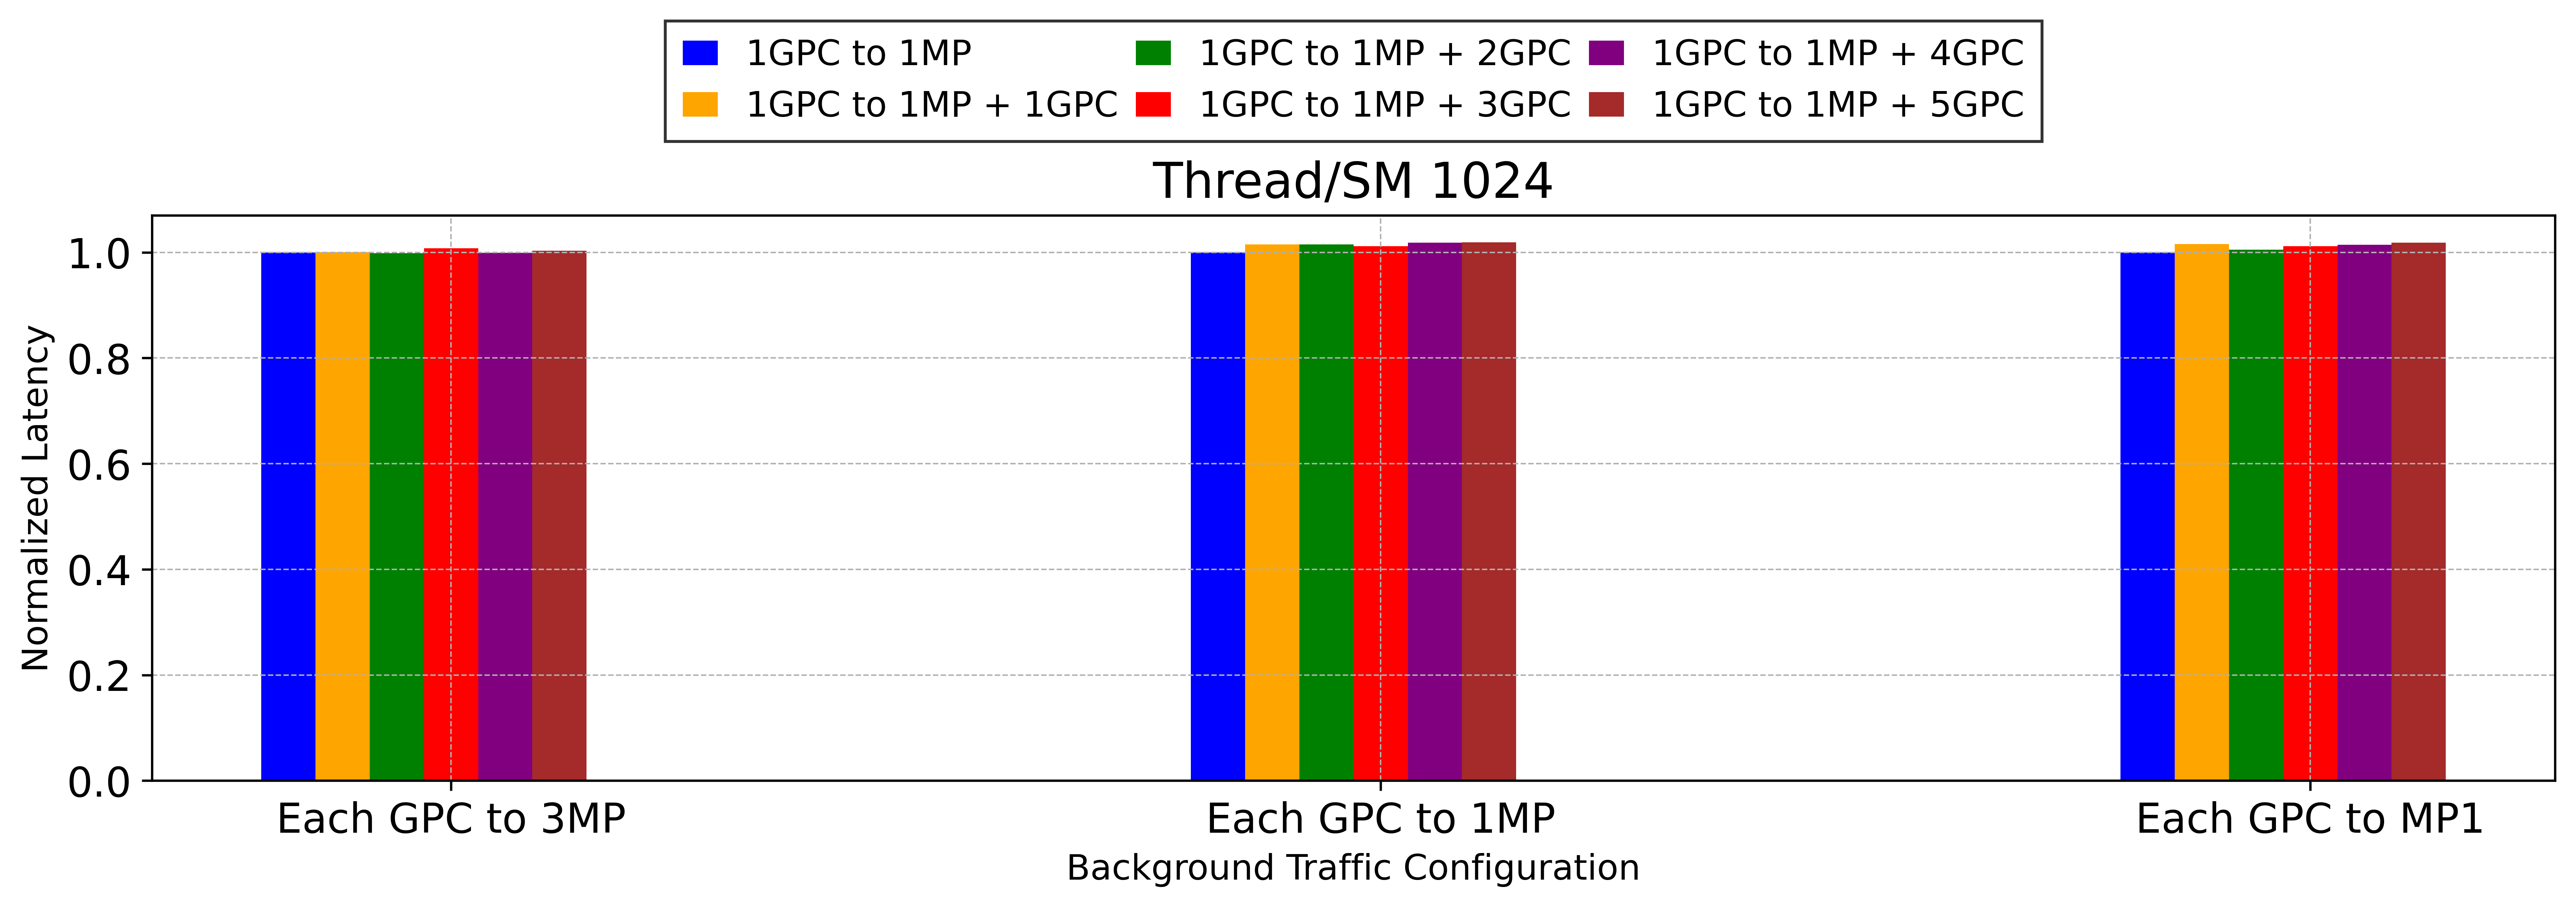 1GPC to 1MP
1GPC to 1MP + 1GPC
1GPC to 1MP + 2GPC
1GPC to 1MP + 3GPC
1GPC to 1MP + 4GPC
1GPC to 1MP + 5GPC
Thread/SM 1024
Normalized Latency
1.0
0.8
0.6
0.4
0.2
0.0
Each GPC to 3MP
Each GPC to 1MP
Each GPC to MP1
Background Traffic Configuration